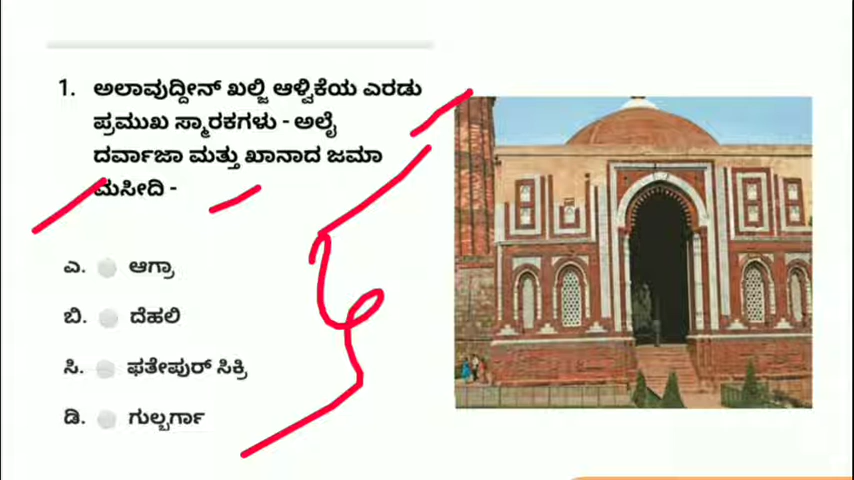 1. ಅಲಾವುದ್ದೀನ್ ಖಲ್ಜಿ ಆಳ್ವಿಕೆಯ ಎರಡು
ಪ್ರಮುಖ ಸ್ಮಾರಕಗಳು - ಅಲೈ
ದರ್ವಾಜಾ ಮತ್ತು ಖಾನಾದ ಜಮಾ
ಮಸೀದಿ -
ಎ. ಆಗ್ರಾ
ಬಿ. ದೆಹಲಿ
ಸಿ. ಫತೇಪುರ್ ಸಿಕ್ರಿ
ಡಿ. ಗುಲ್ಬರ್ಗಾ